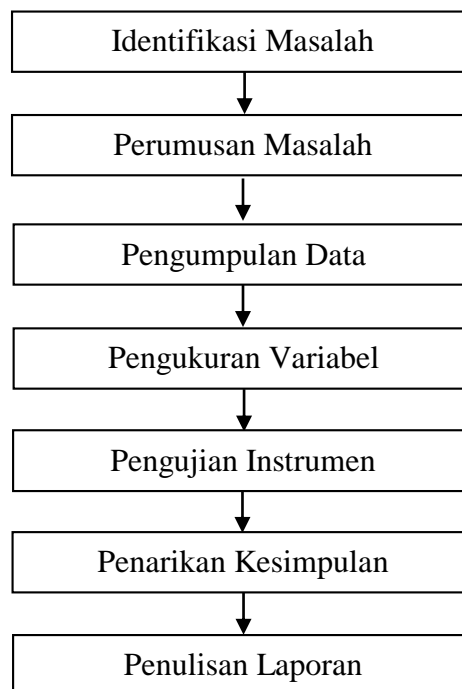 Identifikasi Masalah
Perumusan Masalah
Pengumpulan Data
Pengukuran Variabel
Pengujian Instrumen
Penarikan Kesimpulan
Penulisan Laporan